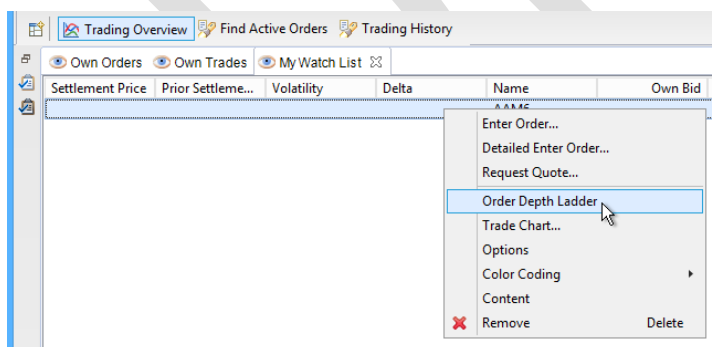 Trading Overview Find Active Orders Trading History
Own Orders Own Trades My Watch List
Settlement Price Prior Settleme... Volatility Delta Name Own Bid
Enter Order...
Detailed Enter Order...
Request Quote...
Order Depth Ladder
Trade Chart...
Options
Color Coding
Content
Remove Delete